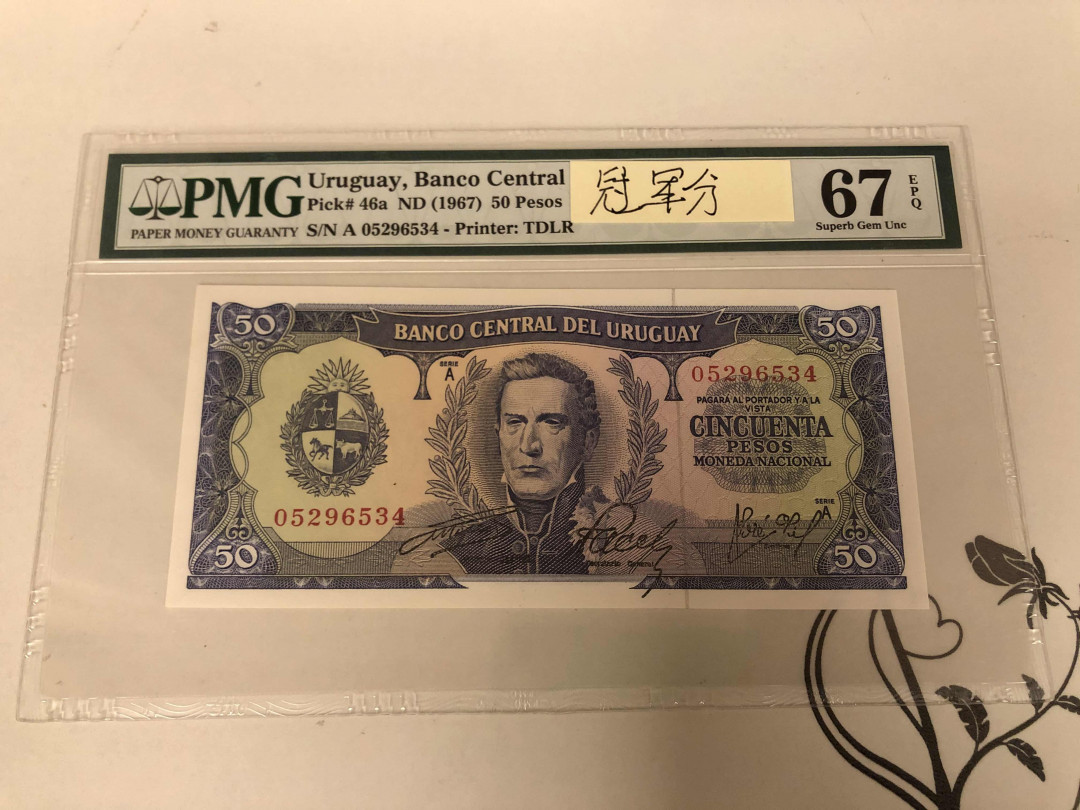 PMG
PAPER MONEY GUARANTY
Uruguay, Banco Central
Pick# 46a ND (1967) 50 Pesos
S/N A 05296534 - Printer: TDLR
冠军分
67
EPQ
Superb Gem Unc
50
BANCO CENTRAL DEL URUGUAY
50
SERIE
A
05296534
PAGARÁ AL PORTADOR Y A LA
VISTA
CINCUENTA
PESOS
MONEDA NACIONAL
05296534
SERIE
A
50
50